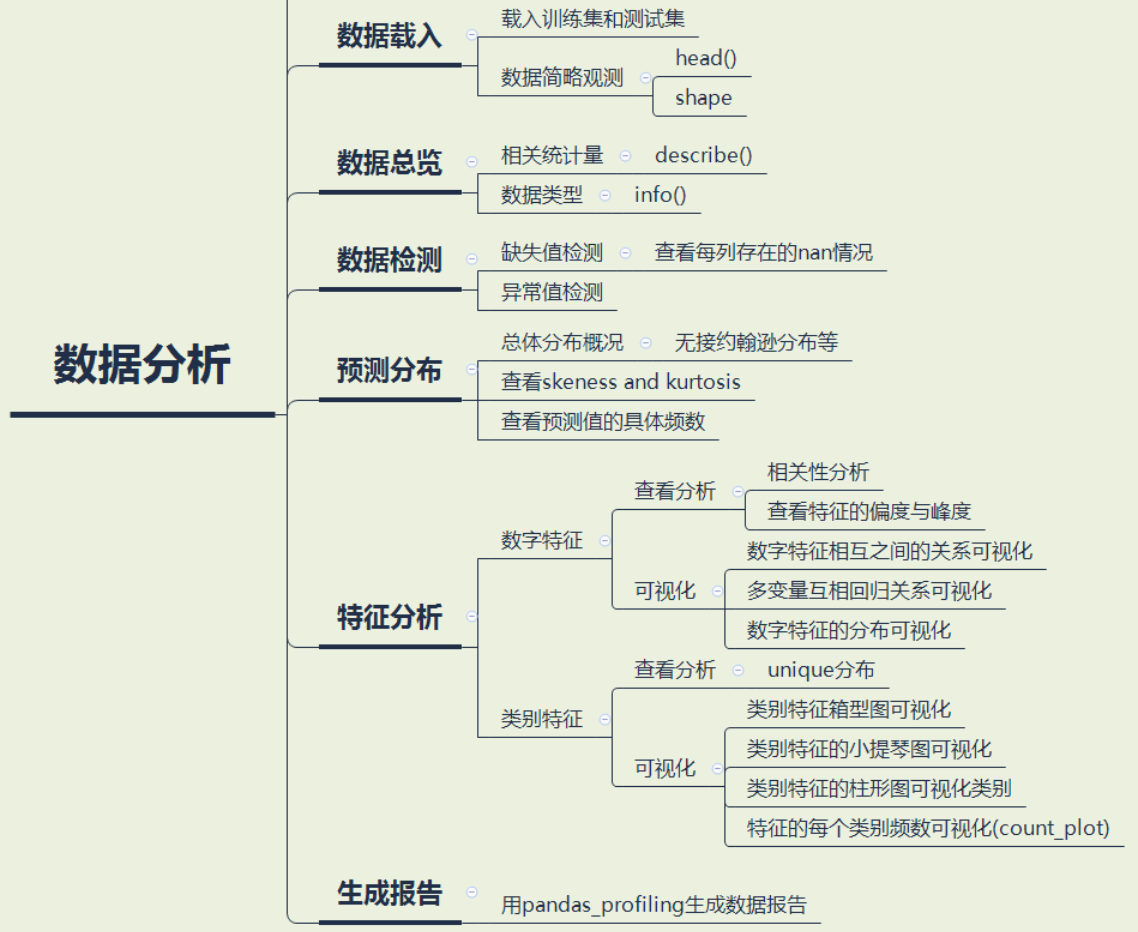 数据分析
数据载入
载入训练集和测试集
数据简略观测
head()
shape
数据总览
相关统计量
describe()
数据类型
info()
数据检测
缺失值检测
查看每列存在的nan情况
异常值检测
预测分布
总体分布概况
无接约翰逊分布等
查看skeness and kurtosis
查看预测值的具体频数
特征分析
数字特征
查看分析
相关性分析
查看特征的偏度与峰度
可视化
数字特征相互之间的关系可视化
多变量互相回归关系可视化
数字特征的分布可视化
类别特征
查看分析
unique分布
可视化
类别特征箱型图可视化
类别特征的小提琴图可视化
类别特征的柱形图可视化类别
特征的每个类别频数可视化(count_plot)
生成报告
用pandas_profiling生成数据报告